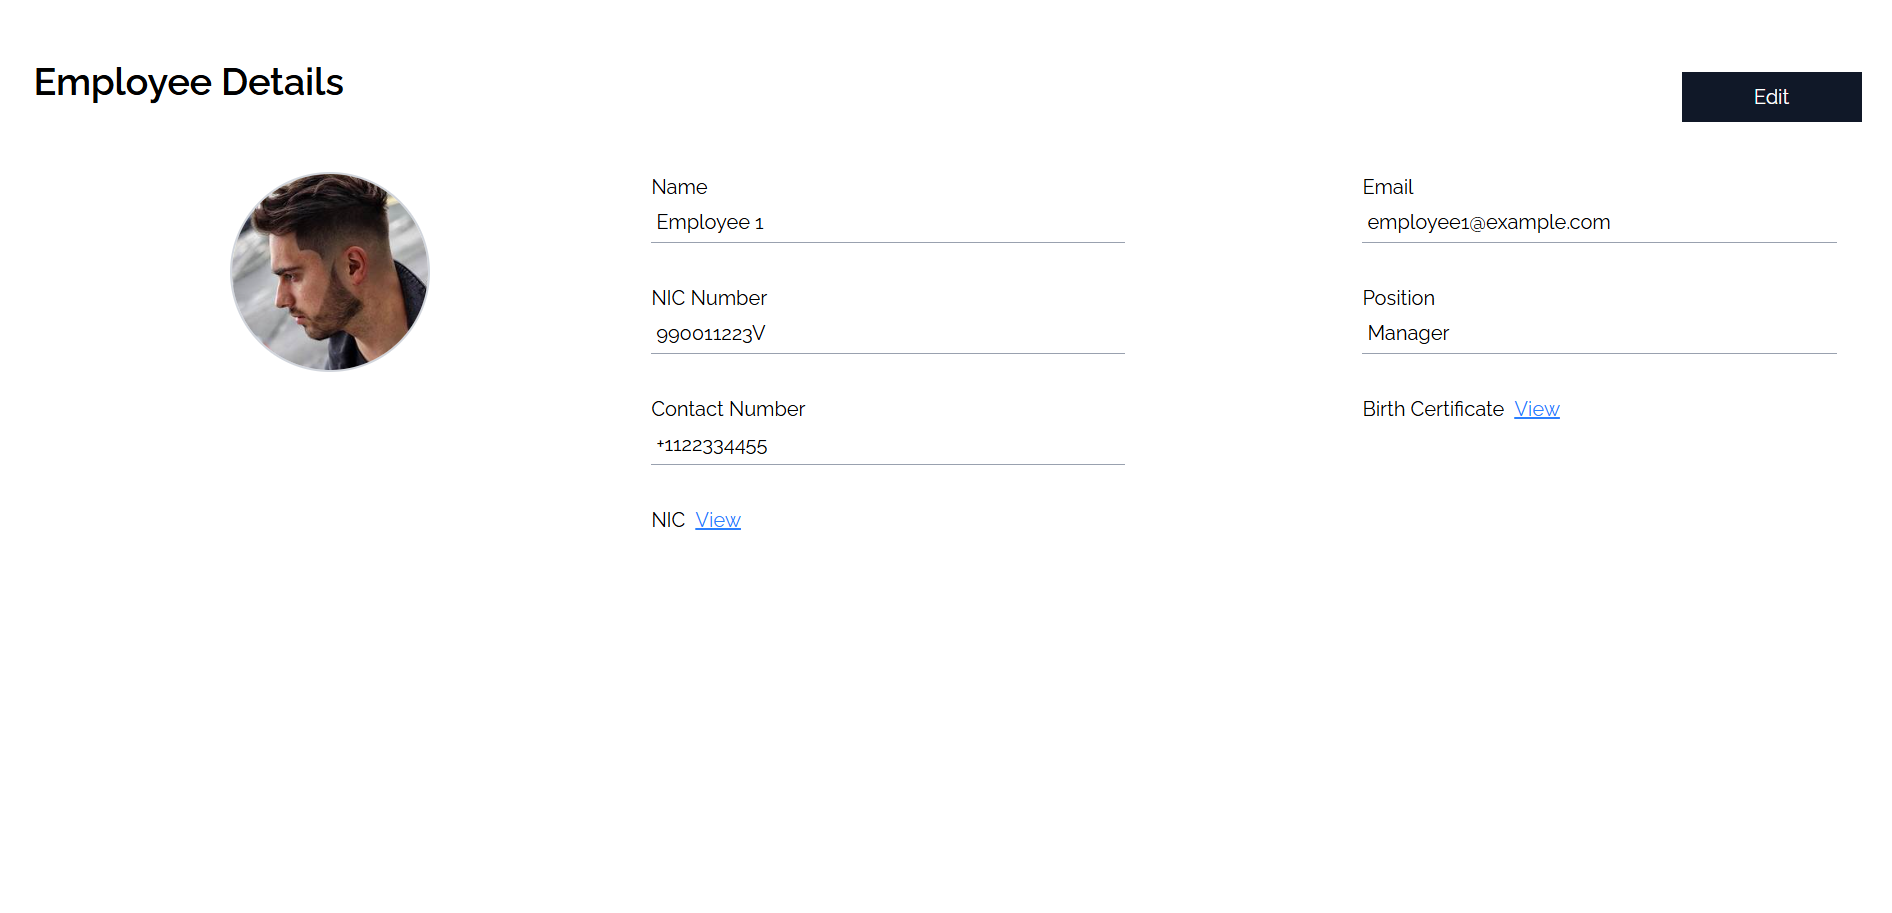 Employee Details
Edit
Name
Employee 1
Email
employee1@example.com
NIC Number
990011223V
Position
Manager
Contact Number
+1122334455
Birth Certificate View
NIC View